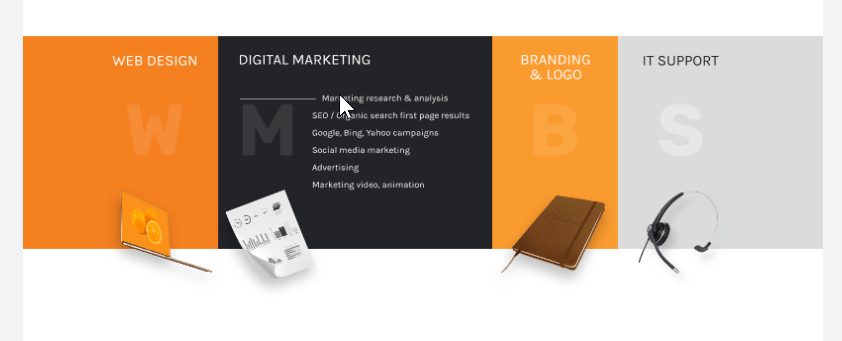 WEB DESIGN
W
DIGITAL MARKETING
M
Marketing research & analysis
SEO / Organic search first page results
Google, Bing, Yahoo campaigns
Social media marketing
Advertising
Marketing video, animation
BRANDING
& LOGO
B
IT SUPPORT
S